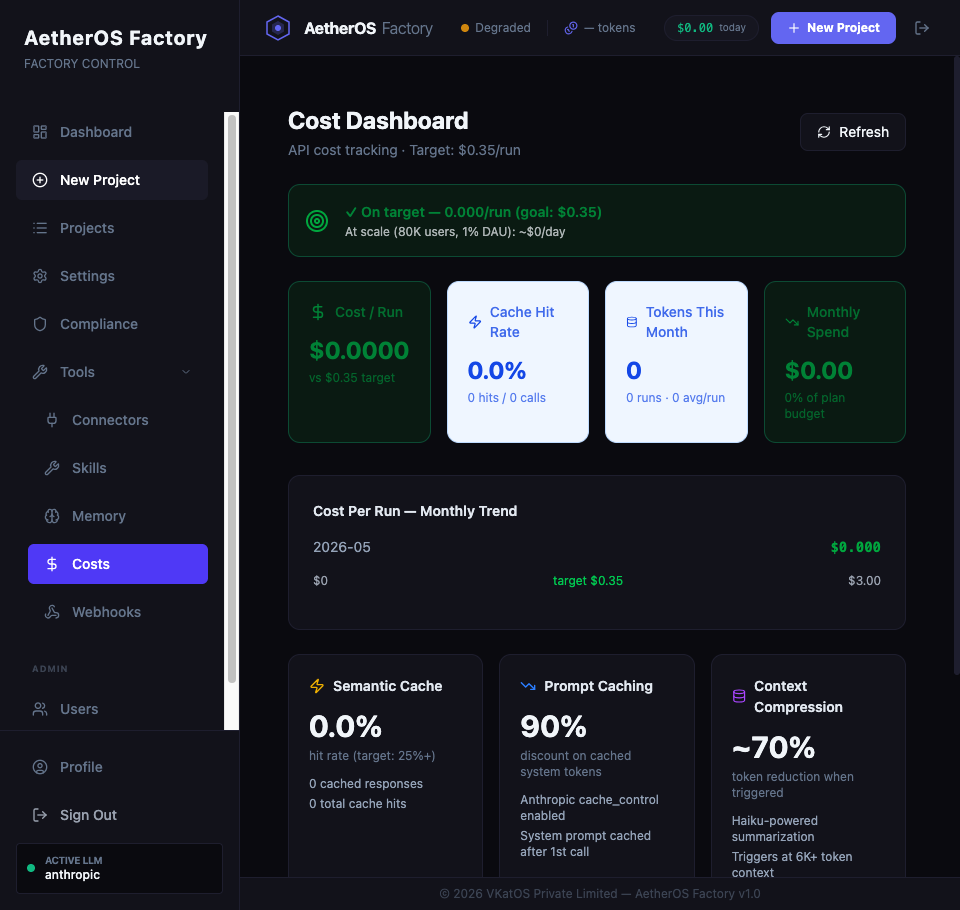 AetherOS Factory
FACTORY CONTROL
Dashboard
New Project
Projects
Settings
Compliance
Tools
Connectors
Skills
Memory
Costs
Webhooks
ADMIN
Users
Profile
Sign Out
ACTIVE LLM
anthropic
AetherOS Factory
Degraded
— tokens
$0.00 today
+ New Project
Cost Dashboard
API cost tracking · Target: $0.35/run
Refresh
✓ On target — 0.000/run (goal: $0.35)
At scale (80K users, 1% DAU): ~$0/day
Cost / Run
$0.0000
vs $0.35 target
Cache Hit
Rate
0.0%
0 hits / 0 calls
Tokens This
Month
0
0 runs · 0 avg/run
Monthly
Spend
$0.00
0% of plan
budget
Cost Per Run — Monthly Trend
2026-05
$0.000
$0
target $0.35
$3.00
Semantic Cache
0.0%
hit rate (target: 25%+)
0 cached responses
0 total cache hits
Prompt Caching
90%
discount on cached
system tokens
Anthropic cache_control
enabled
System prompt cached
after 1st call
Context
Compression
~70%
token reduction when
triggered
Haiku-powered
summarization
Triggers at 6K+ token
context
© 2026 VKatOS Private Limited — AetherOS Factory v1.0